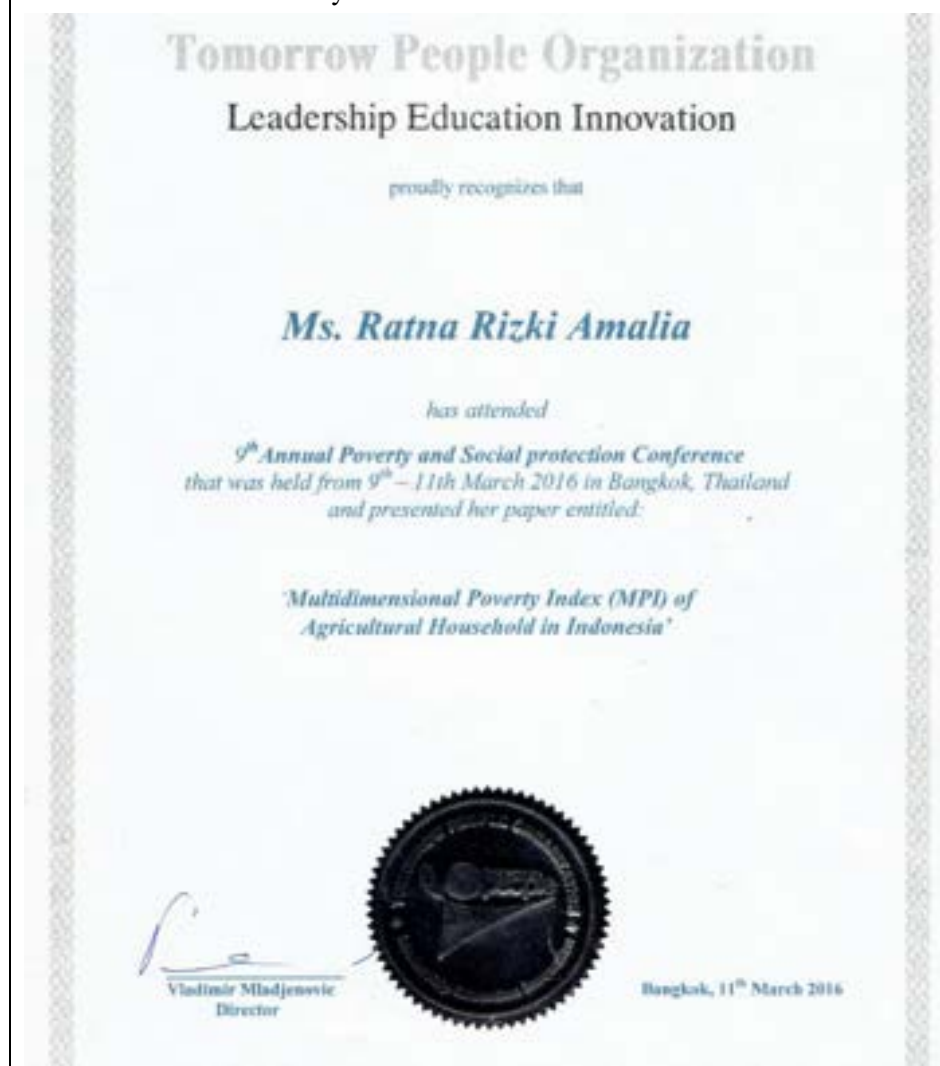 Tomorrow People Organization
Leadership Education Innovation
proudly recognizes that
Ms. Ratna Rizki Amalia
has attended
9th Annual Poverty and Social protection Conference
that was held from 9th – 11th March 2016 in Bangkok, Thailand
and presented her paper entitled:
'Multidimensional Poverty Index (MPI) of
Agricultural Household in Indonesia'
Vladimir Mladjenovic
Director
Bangkok, 11th March 2016